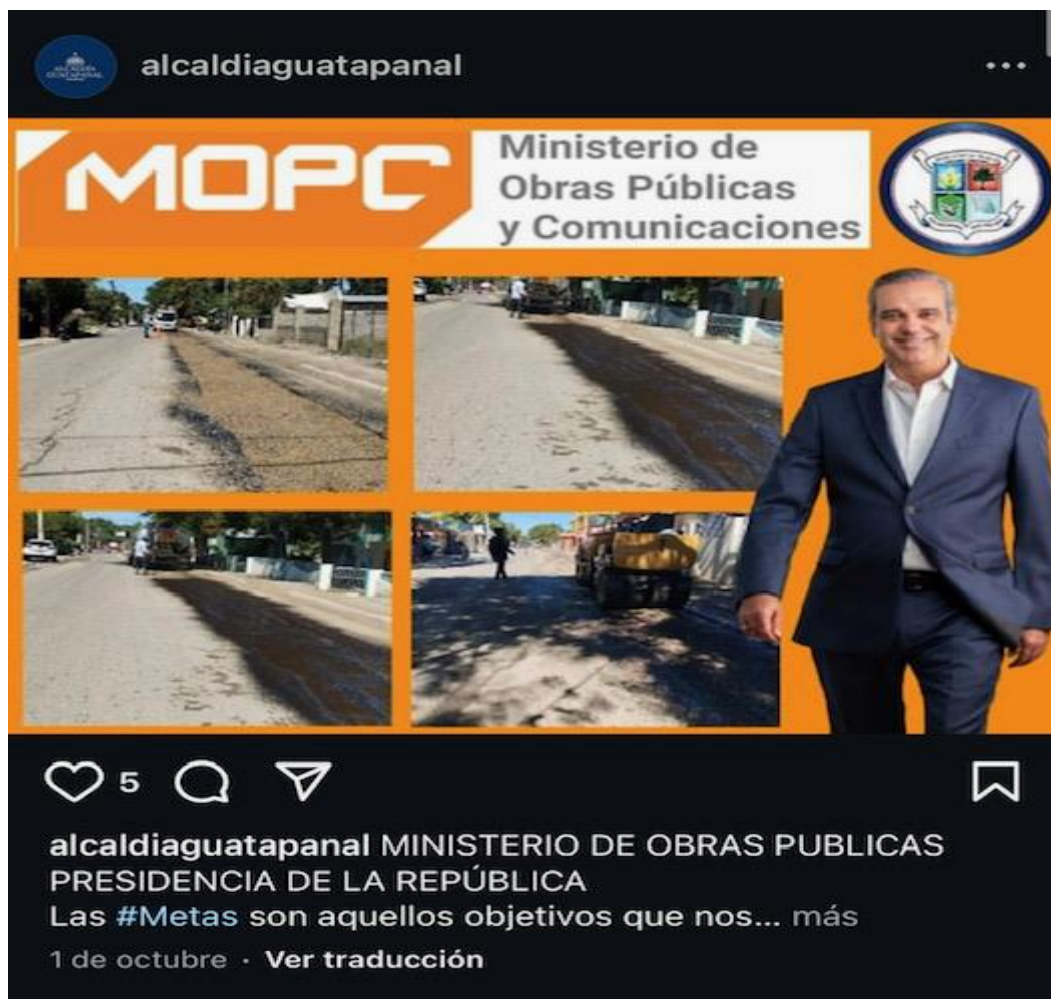 alcaldiaguatapanal
MOPC
Ministerio de
Obras Públicas
y Comunicaciones
5
alcaldiaguatapanal MINISTERIO DE OBRAS PUBLICAS
PRESIDENCIA DE LA REPÚBLICA
Las #Metas son aquellos objetivos que nos... más
1 de octubre · Ver traducción